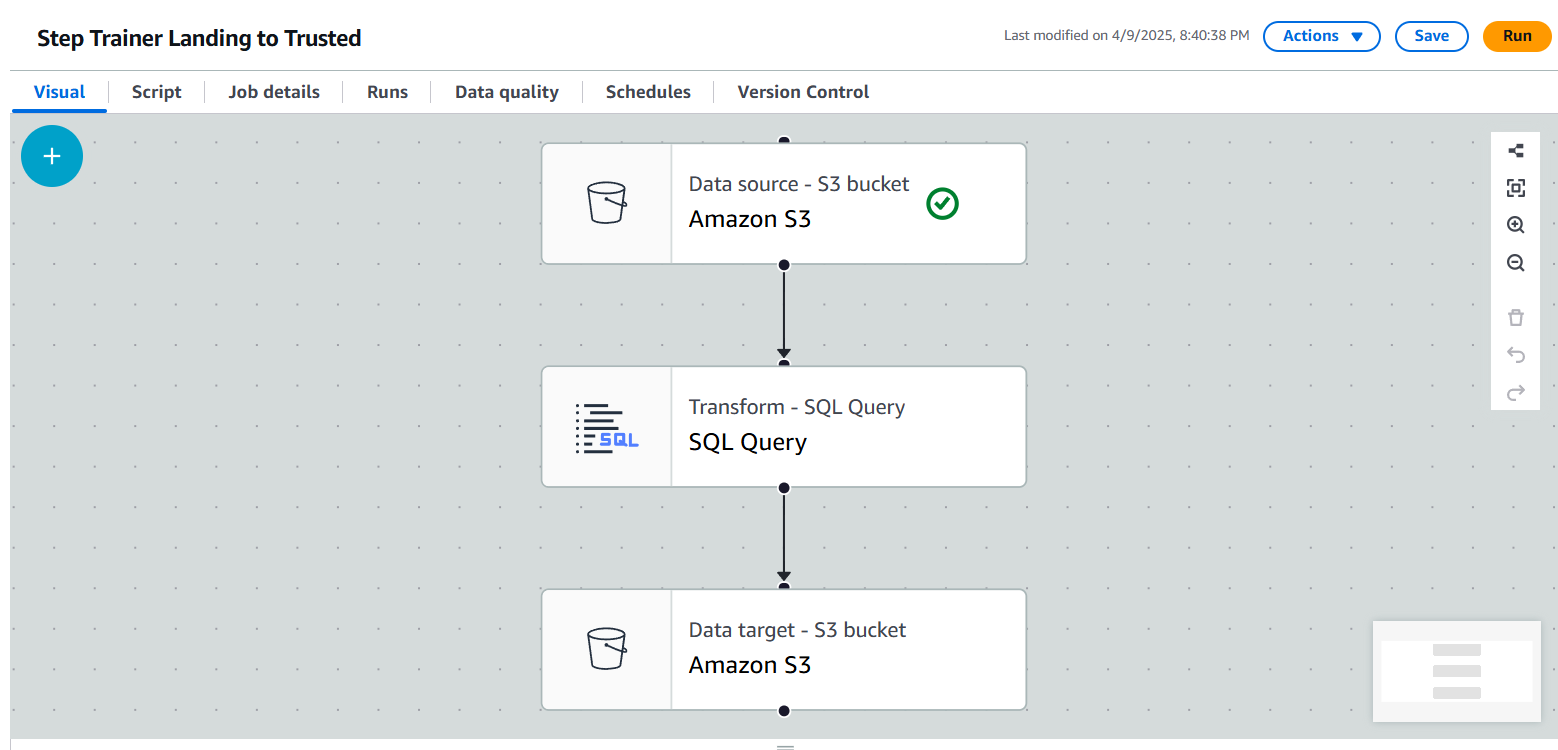 Step Trainer Landing to Trusted
Last modified on 4/9/2025, 8:40:38 PM
Actions
Save
Run
Visual
Script
Job details
Runs
Data quality
Schedules
Version Control
Data source - S3 bucket
Amazon S3
Transform - SQL Query
SQL Query
SQL
Data target - S3 bucket
Amazon S3